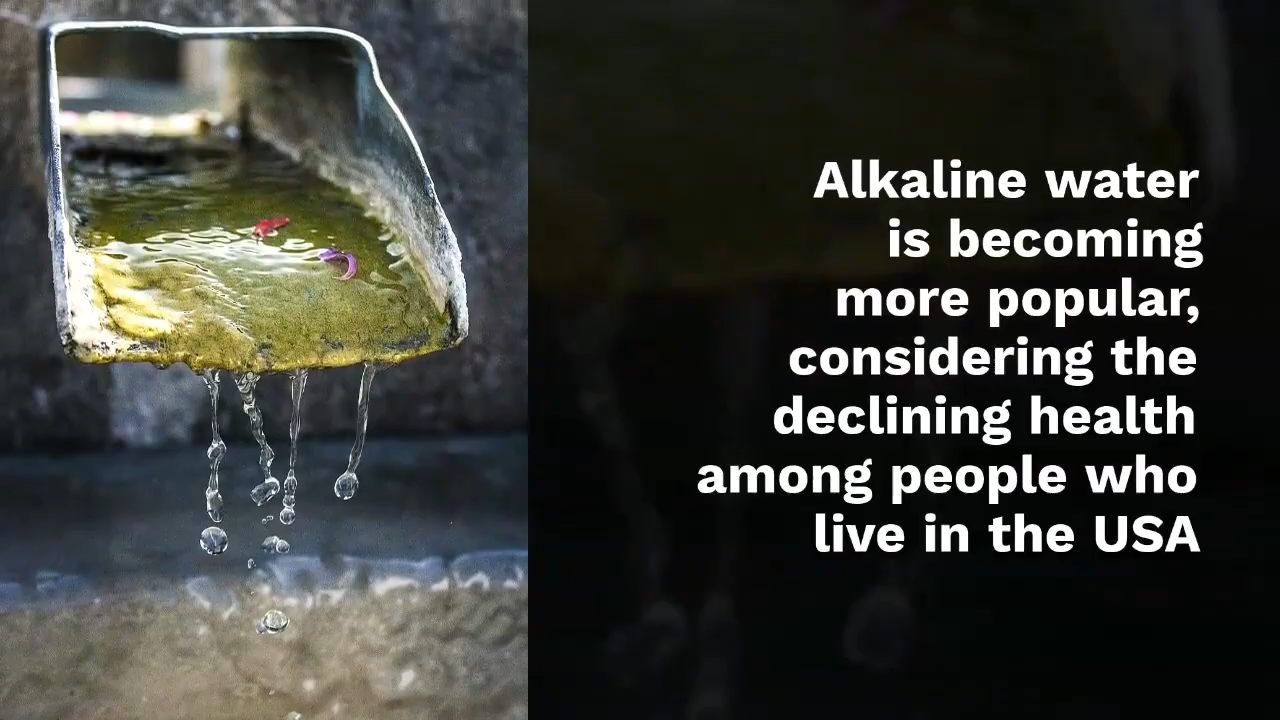 Alkaline water
is becoming
more popular,
considering the
declining health
among people who
live in the USA